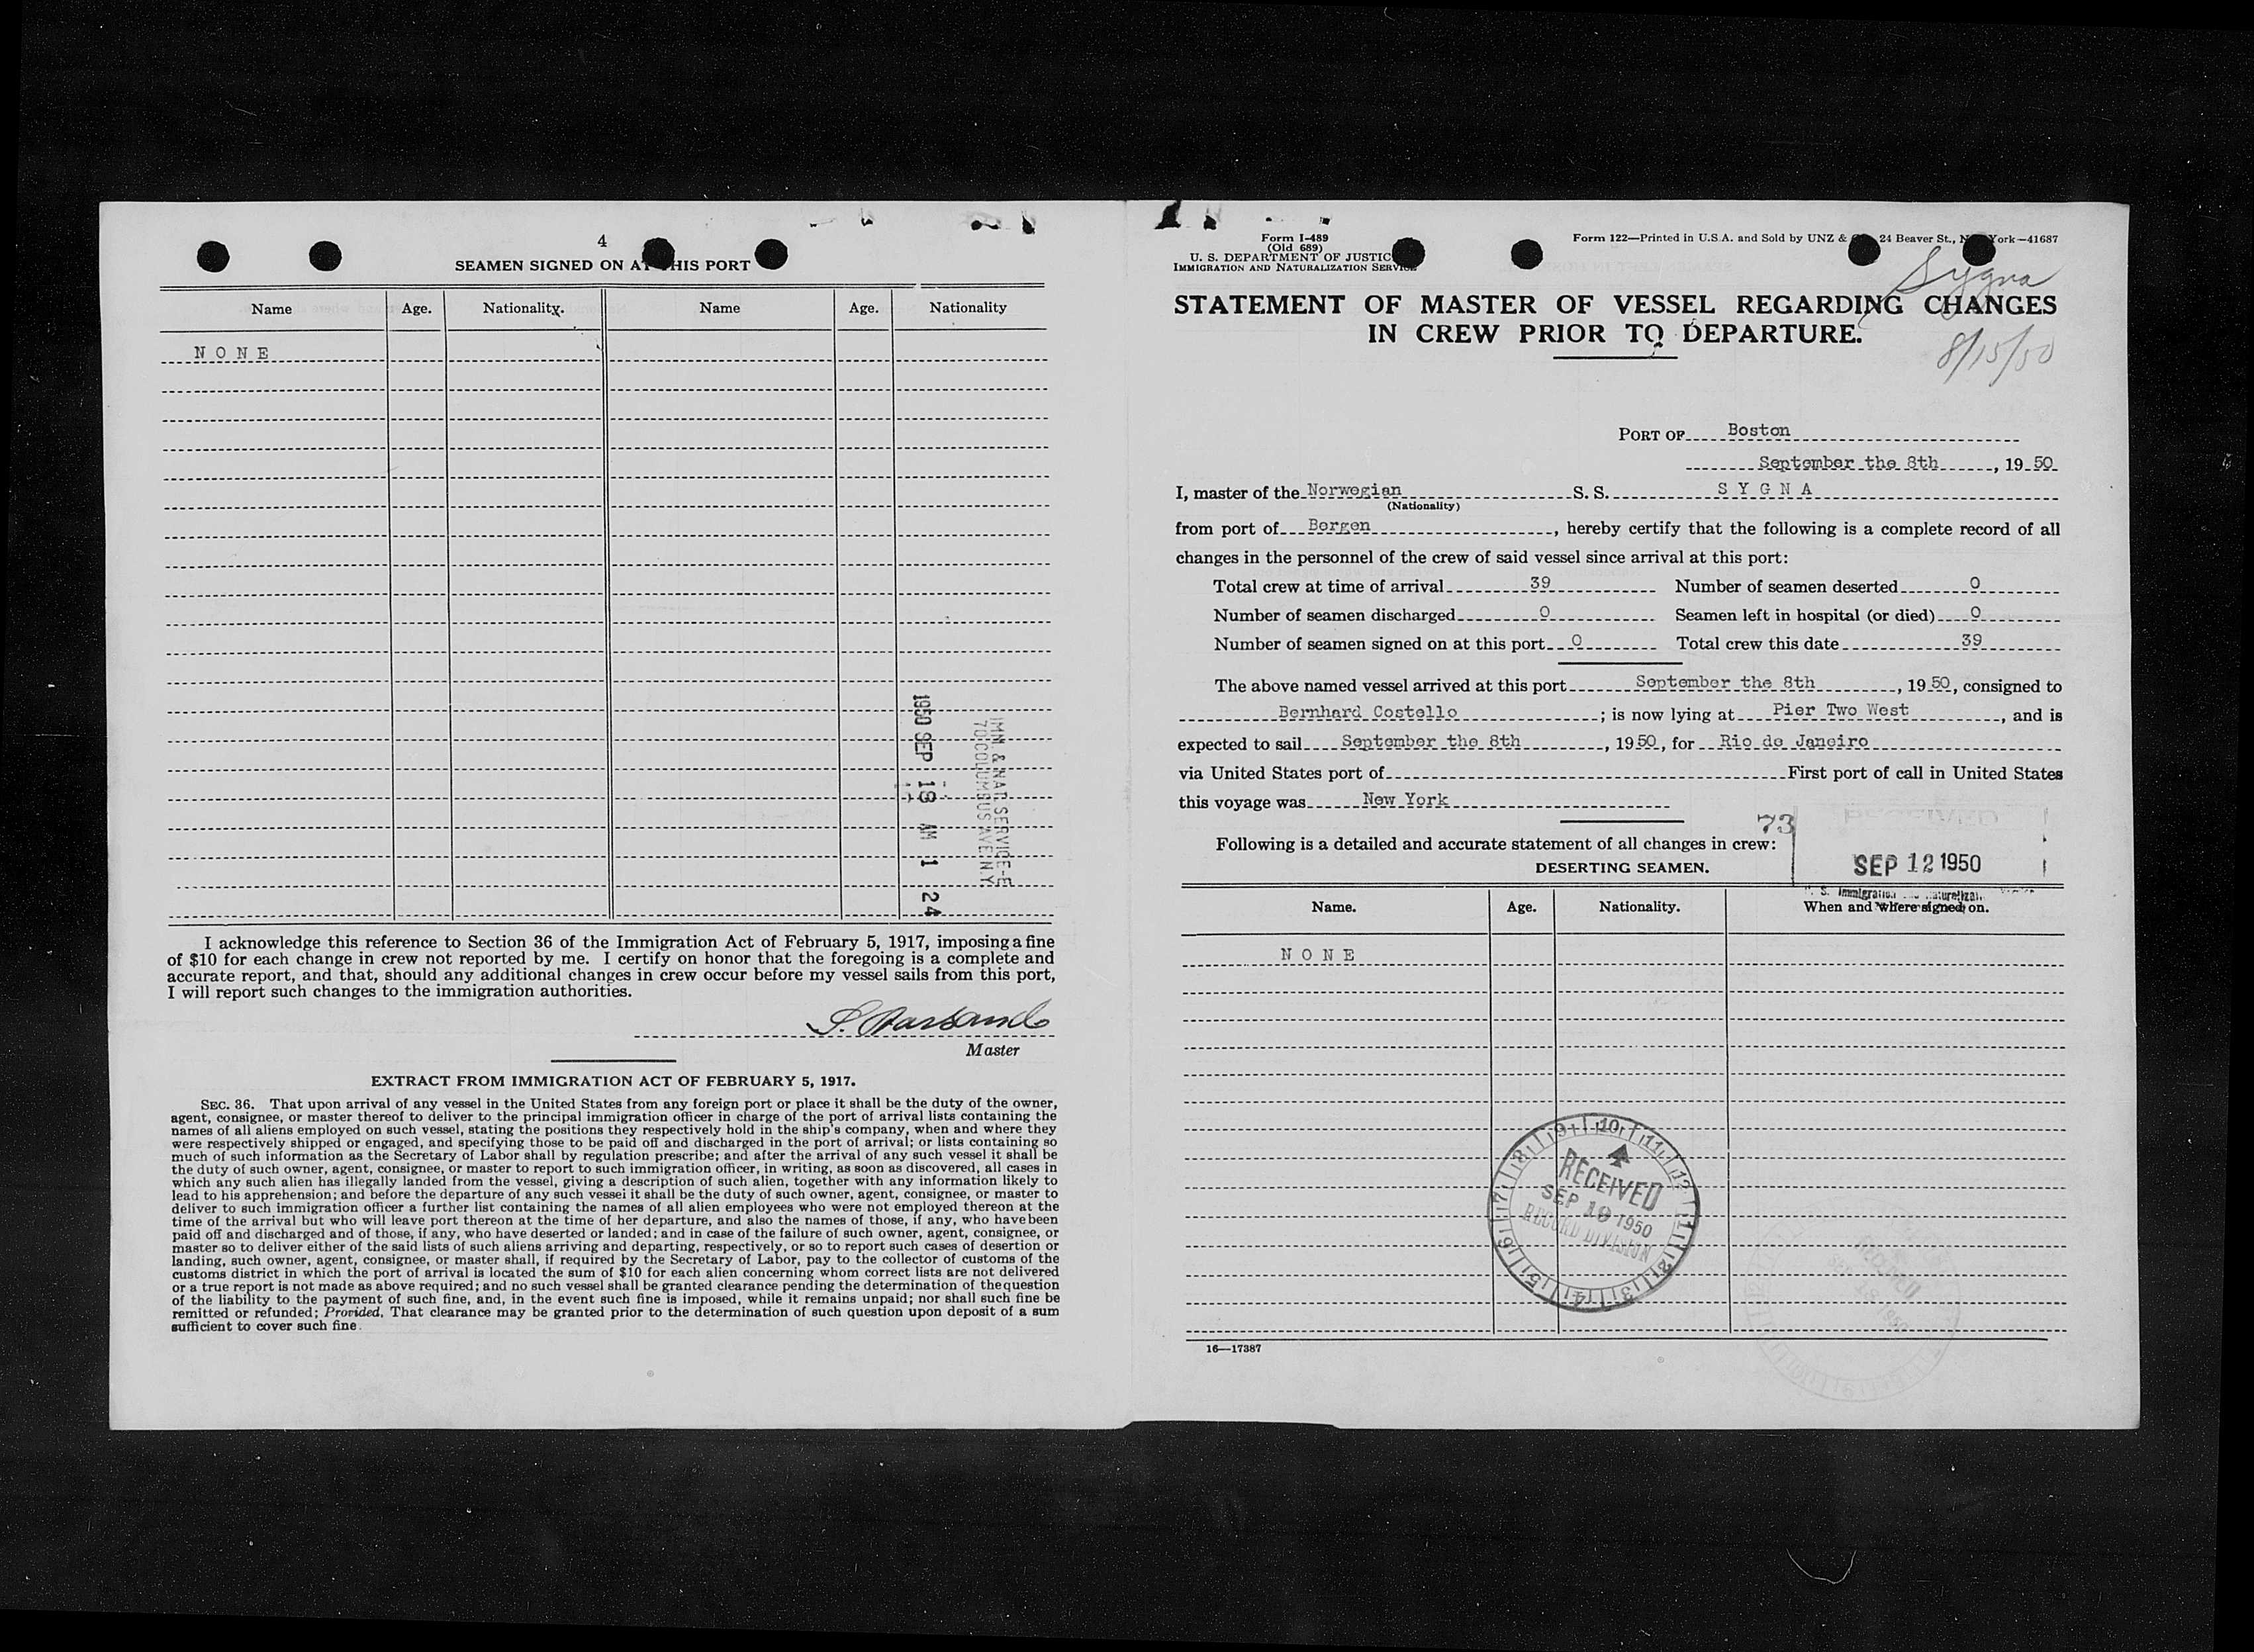 4
SEAMEN SIGNED ON AT THIS PORT
Name Age. Nationality. Name Age. Nationality
NONE
1950 SEP 19 AM 1 24
IMM & NAT. SERVICE-E
70 COLUMBUS AVE N.Y
I acknowledge this reference to Section 36 of the Immigration Act of February 5, 1917, imposing a fine
of $10 for each change in crew not reported by me. I certify on honor that the foregoing is a complete and
accurate report, and that, should any additional changes in crew occur before my vessel sails from this port,
I will report such changes to the immigration authorities.
Master
EXTRACT FROM IMMIGRATION ACT OF FEBRUARY 5, 1917.
SEC. 36. That upon arrival of any vessel in the United States from any foreign port or place it shall be the duty of the owner,
agent, consignee, or master thereof to deliver to the principal immigration officer in charge of the port of arrival lists containing the
names of all aliens employed on such vessel, stating the positions they respectively hold in the ship's company, when and where they
were respectively shipped or engaged, and specifying those to be paid off and discharged in the port of arrival; or lists containing so
much of such information as the Secretary of Labor shall by regulation prescribe; and after the arrival of any such vessel it shall be
the duty of such owner, agent, consignee, or master to report to such immigration officer, in writing, as soon as discovered, all cases in
which any such alien has illegally landed from the vessel, giving a description of such alien, together with any information likely to
lead to his apprehension; and before the departure of any such vessel it shall be the duty of such owner, agent, consignee, or master to
deliver to such immigration officer a further list containing the names of all alien employees who were not employed thereon at the
time of the arrival but who will leave port thereon at the time of her departure, and also the names of those, if any, who have been
paid off and discharged and of those, if any, who have deserted or landed; and in case of the failure of such owner, agent, consignee, or
master so to deliver either of the said lists of such aliens arriving and departing, respectively, or so to report such cases of desertion or
landing, such owner, agent, consignee, or master shall, if required by the Secretary of Labor, pay to the collector of customs of the
customs district in which the port of arrival is located the sum of $10 for each alien concerning whom correct lists are not delivered
or a true report is not made as above required; and no such vessel shall be granted clearance pending the determination of the question
of the liability to the payment of such fine, and, in the event such fine is imposed, while it remains unpaid; nor shall such fine be
remitted or refunded; Provided, That clearance may be granted prior to the determination of such question upon deposit of a sum
sufficient to cover such fine.
Form I-489
(Old 689)
U. S. DEPARTMENT OF JUSTICE
IMMIGRATION AND NATURALIZATION SERVICE
Form 122—Printed in U.S.A. and Sold by UNZ & 24 Beaver St., New York—41687
Sygna
STATEMENT OF MASTER OF VESSEL REGARDING CHANGES
IN CREW PRIOR TO DEPARTURE.
8/15/50
PORT OF Boston
September the 8th, 19 50
I, master of the Norwegian S. S. SYGNA
(Nationality)
from port of Bergen, hereby certify that the following is a complete record of all
changes in the personnel of the crew of said vessel since arrival at this port:
Total crew at time of arrival 39 Number of seamen deserted 0
Number of seamen discharged 0 Seamen left in hospital (or died) 0
Number of seamen signed on at this port 0 Total crew this date 39
The above named vessel arrived at this port September the 8th, 19 50, consigned to
Bernhard Costello; is now lying at Pier Two West, and is
expected to sail September the 8th, 19 50, for Rio de Janeiro
via United States port of First port of call in United States
this voyage was New York
73
Following is a detailed and accurate statement of all changes in crew:
RECEIVED
SEP 12 1950
DESERTING SEAMEN.
Name. Age. Nationality. When and where signed on.
NONE
9 10 11 12 1 2 3 4 5 6 7 8
RECEIVED
SEP 19 1950
RECORD DIVISION
16—17387